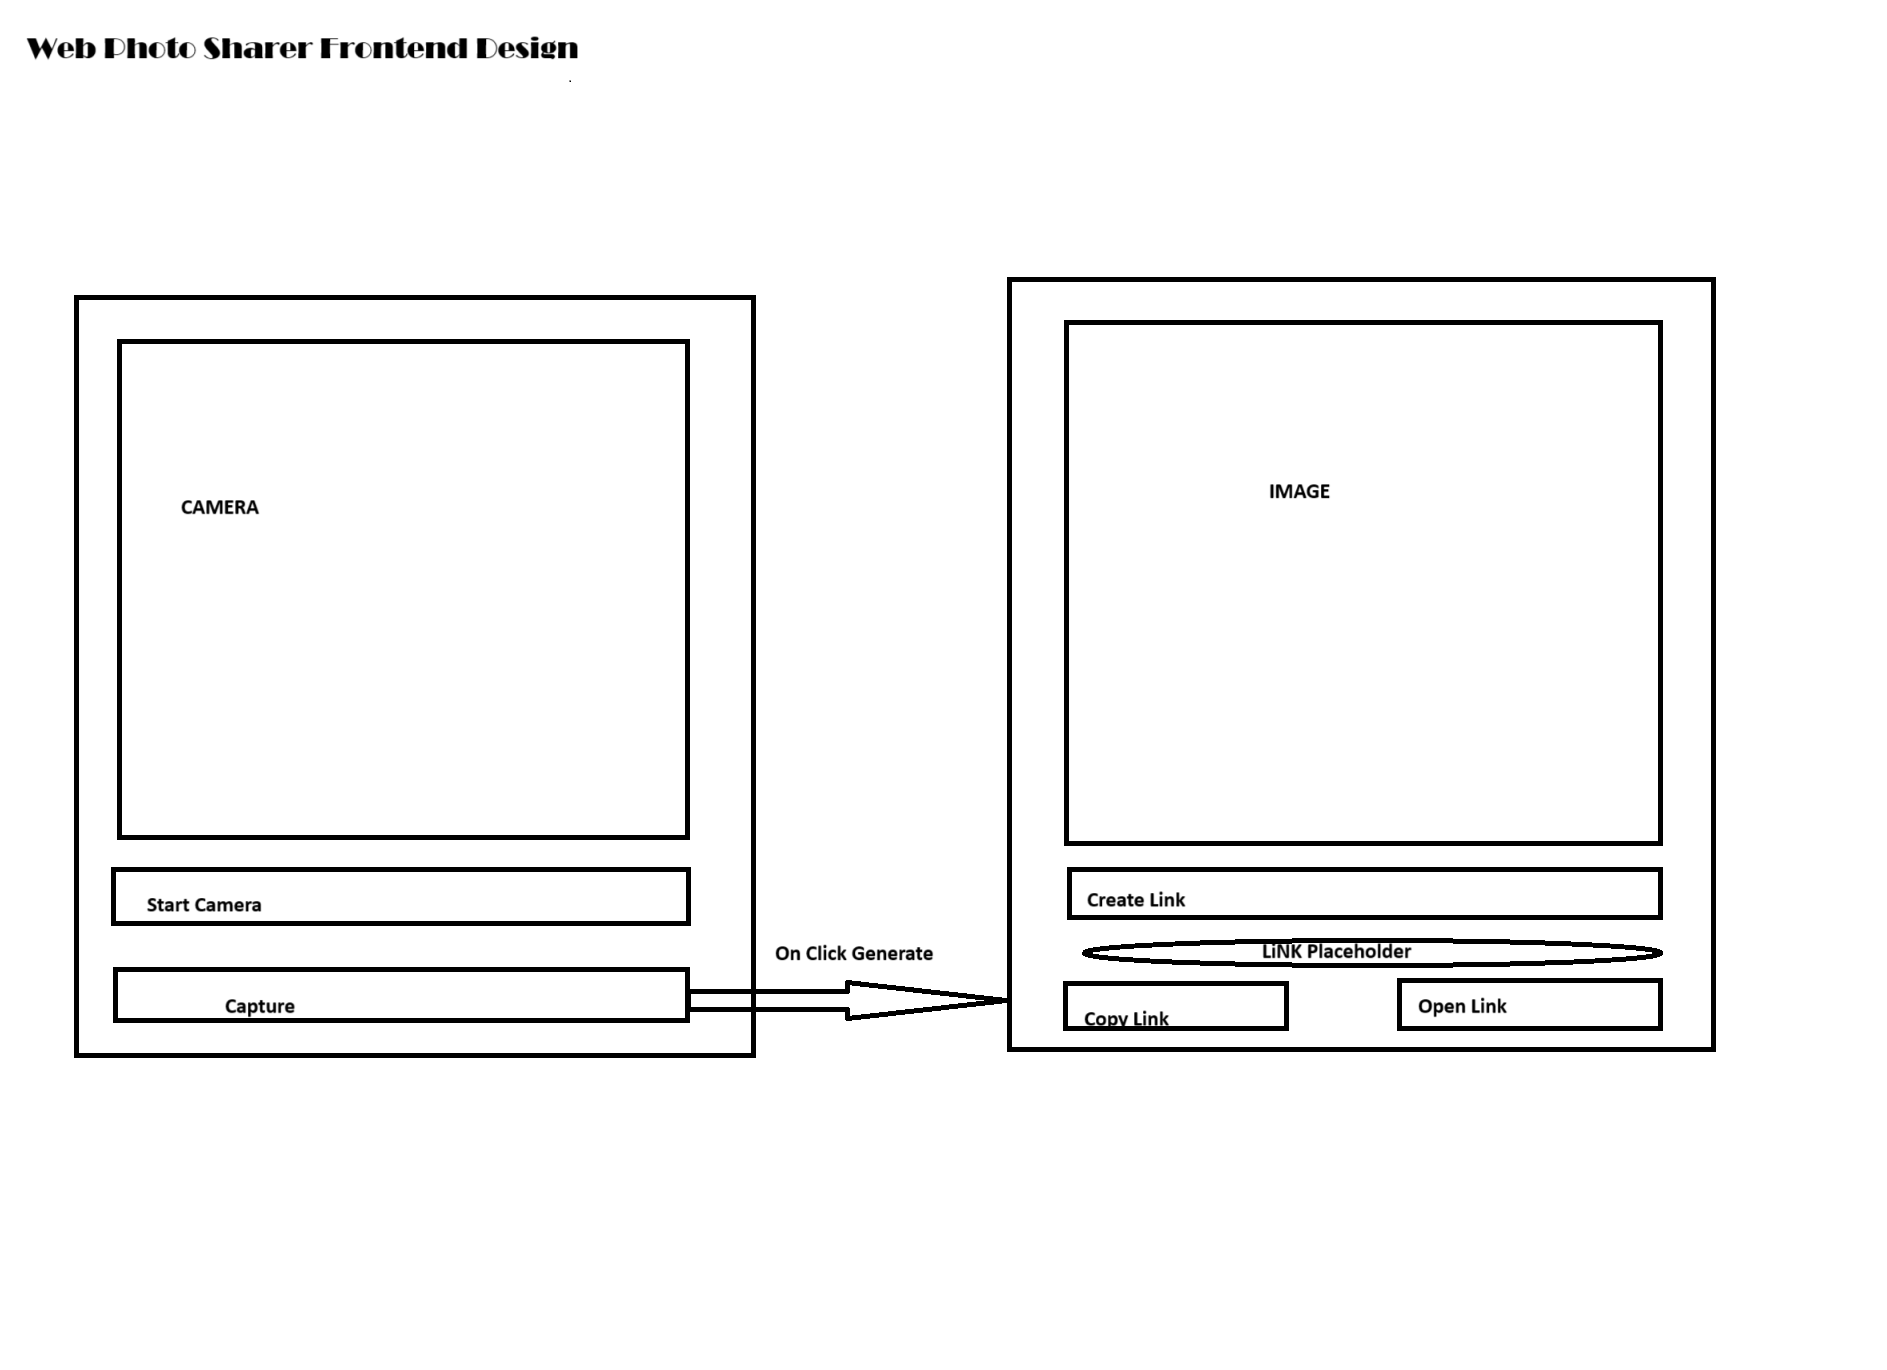 Web Photo Sharer Frontend Design
CAMERA
Start Camera
Capture
On Click Generate
IMAGE
Create Link
LiNK Placeholder
Copy Link
Open Link